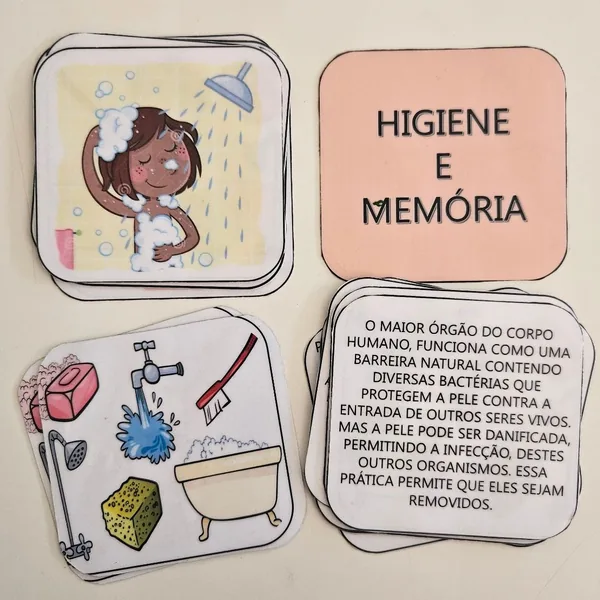 HIGIENE
E
MEMÓRIA
O MAIOR ÓRGÃO DO CORPO
HUMANO, FUNCIONA COMO UMA
BARREIRA NATURAL CONTENDO
DIVERSAS BACTÉRIAS QUE
PROTEGEM A PELE CONTRA A
ENTRADA DE OUTROS SERES VIVOS.
MAS A PELE PODE SER DANIFICADA,
PERMITINDO A INFECÇÃO, DESTES
OUTROS ORGANISMOS. ESSA
PRÁTICA PERMITE QUE ELES SEJAM
REMOVIDOS.